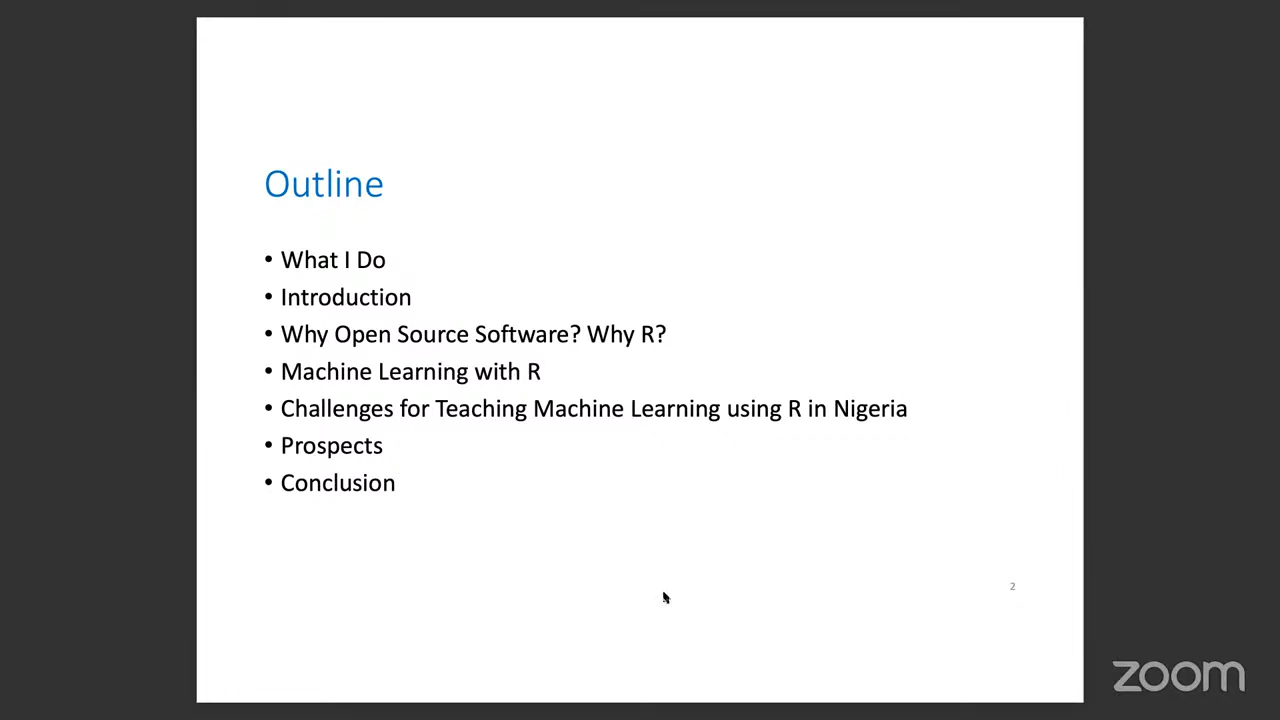 Outline
• What I Do
• Introduction
• Why Open Source Software? Why R?
• Machine Learning with R
• Challenges for Teaching Machine Learning using R in Nigeria
• Prospects
• Conclusion
2
zoom